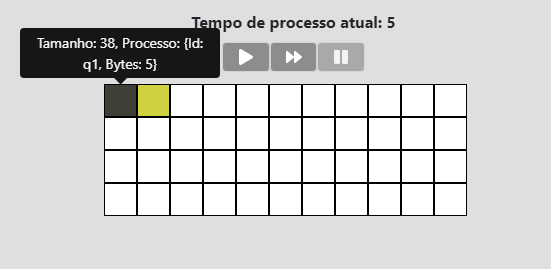 Tempo de processo atual: 5
Tamanho: 38, Processo: {Id:
q1, Bytes: 5}